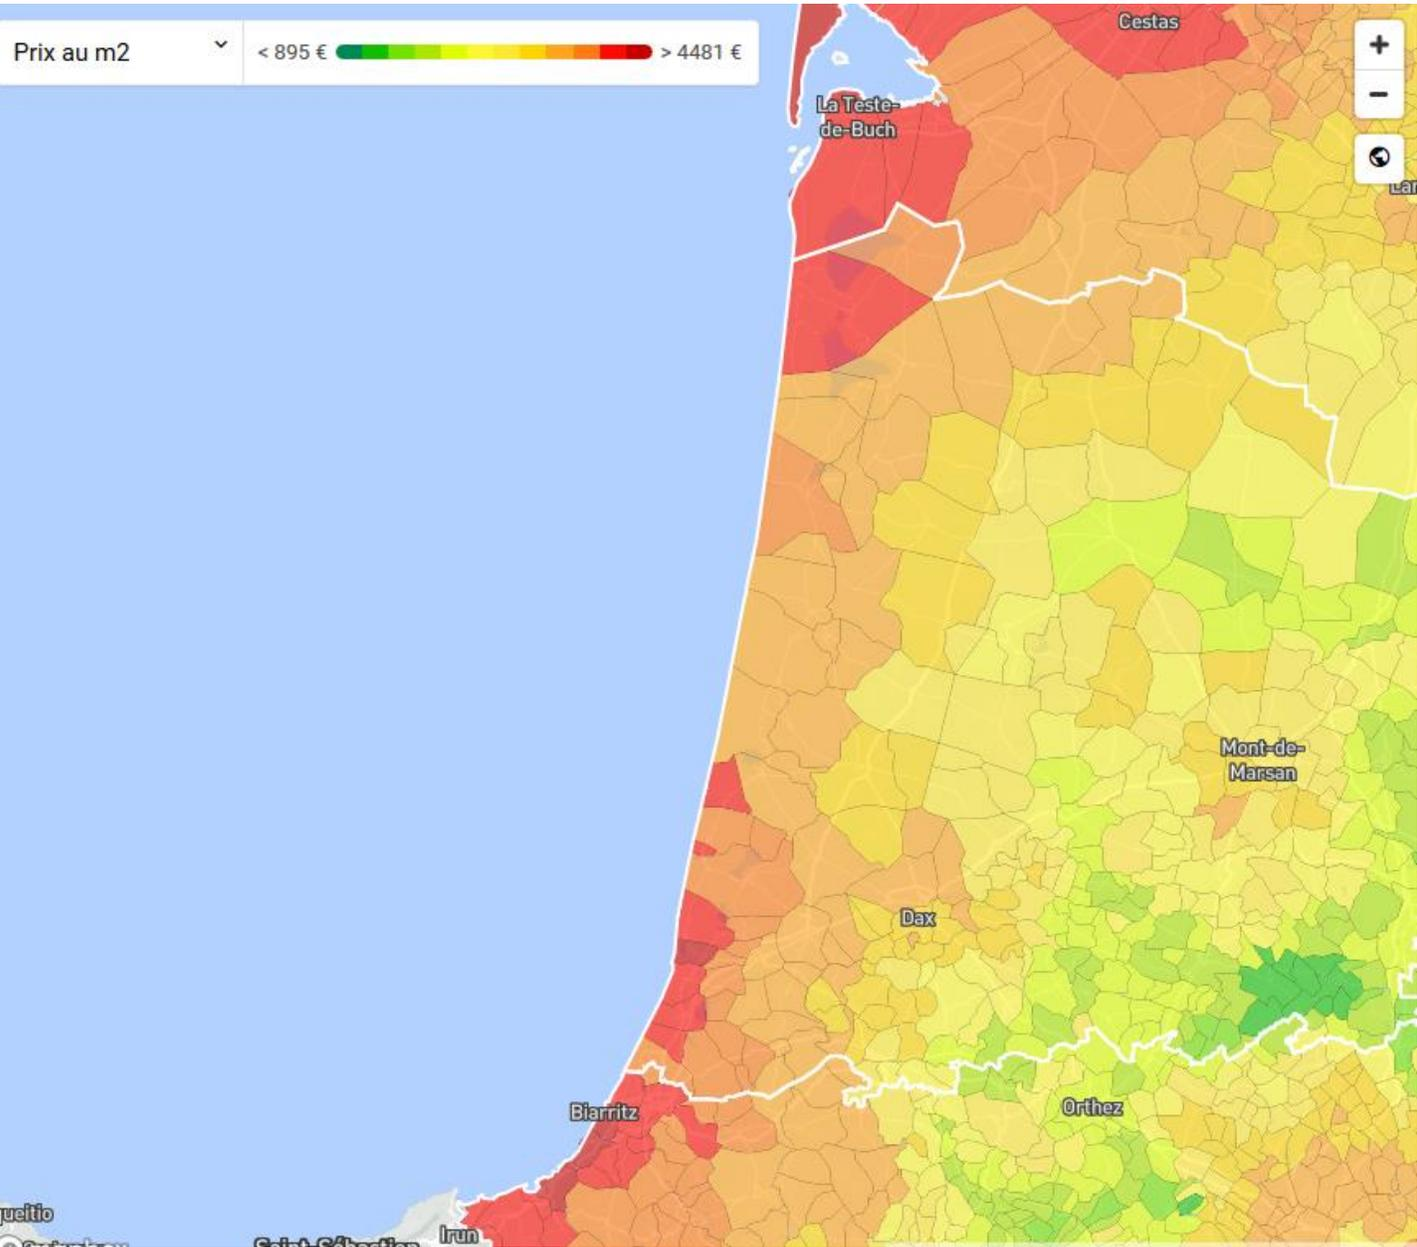 Prix au m2
< 895 €
> 4481 €
Cestas
+
−
La Teste-
de-Buch
Mont-de-
Marsan
Dax
Biarritz
Orthez
Irun